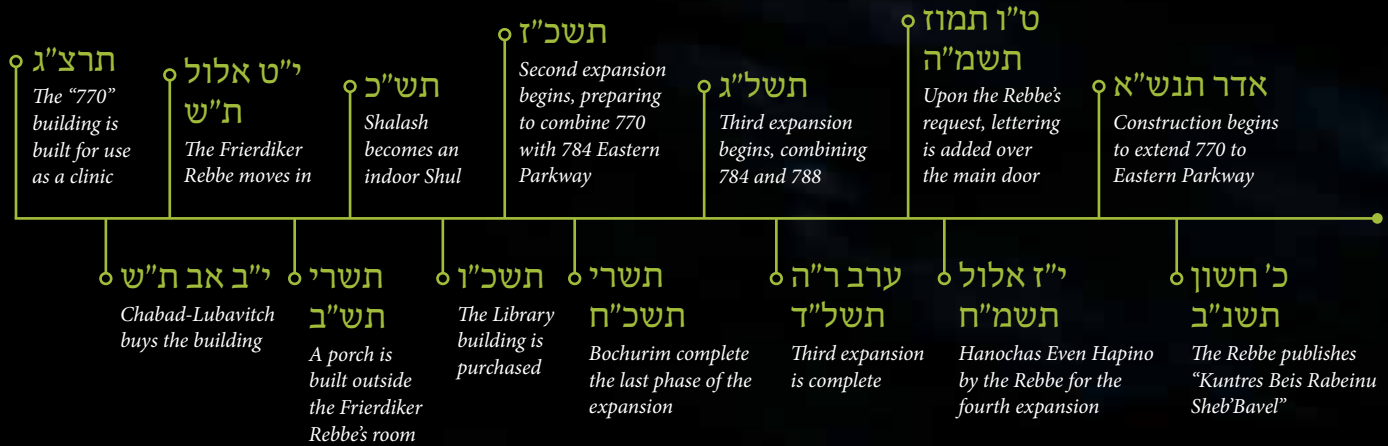 תרצ"ג
The “770”
building is
built for use
as a clinic
י"ב אב ת"ש
Chabad-Lubavitch
buys the building
י"ט אלול
ת"ש
The Frierdiker
Rebbe moves in
תשרי
תש"ב
A porch is
built outside
the Frierdiker
Rebbe’s room
תש"כ
Shalash
becomes an
indoor Shul
תשכ"ו
The Library
building is
purchased
תשכ"ז
Second expansion
begins, preparing
to combine 770
with 784 Eastern
Parkway
תשרי
תשכ"ח
Bochurim complete
the last phase of the
expansion
תשל"ג
Third expansion
begins, combining
784 and 788
ערב ר"ה
תשל"ד
Third expansion
is complete
ט"ו תמוז
תשמ"ה
Upon the Rebbe’s
request, lettering
is added over
the main door
י"ז אלול
תשמ"ח
Hanochas Even Hapino
by the Rebbe for the
fourth expansion
אדר תנש"א
Construction begins
to extend 770 to
Eastern Parkway
כ' חשון
תשנ"ב
The Rebbe publishes
“Kuntres Beis Rabeinu
Sheb’Bavel”